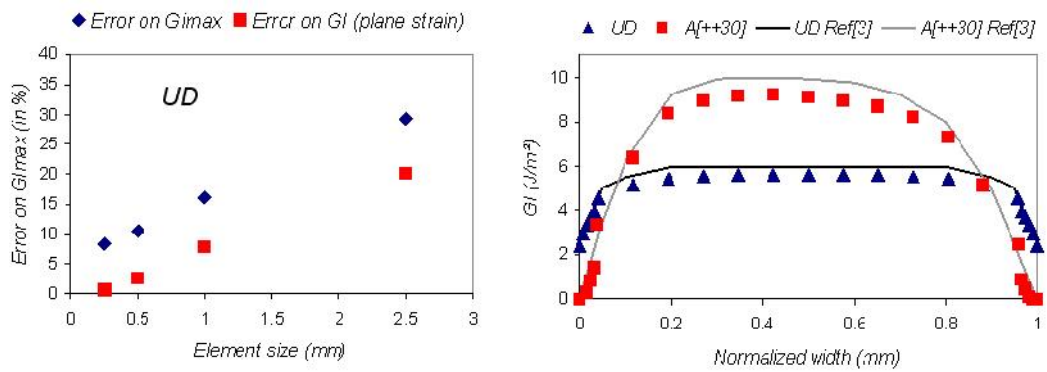 Error on Gimax Error on GI (plane strain)
UD
Error on GImax (in %)
40
35
30
25
20
15
10
5
0
0 0.5 1 1.5 2 2.5 3
Element size (mm)
UD A[++30] UD Ref[3] A[++30] Ref[3]
GI (J/m²)
10
8
6
4
2
0
0 0.2 0.4 0.6 0.8 1
Normalized width (mm)